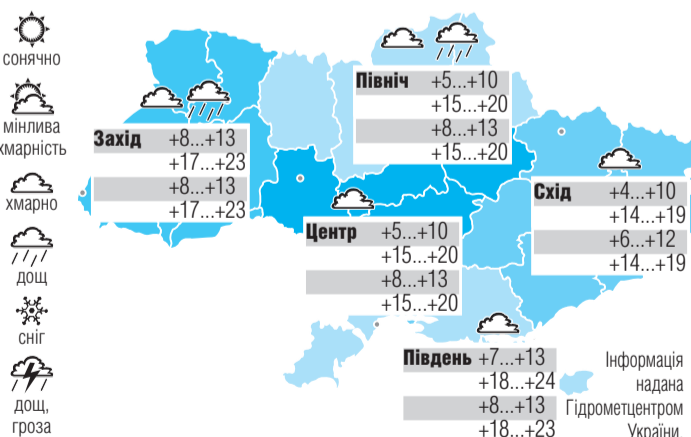 сонячно
мінлива
хмарність
хмарно
дощ
сніг
дощ,
гроза
Північ +5...+10
+15...+20
+8...+13
+15...+20
Захід +8...+13
+17...+23
+8...+13
+17...+23
Схід +4...+10
+14...+19
+6...+12
+14...+19
Центр +5...+10
+15...+20
+8...+13
+15...+20
Південь +7...+13
+18...+24
+8...+13
+18...+23
Інформація
надана
Гідрометцентром
України.